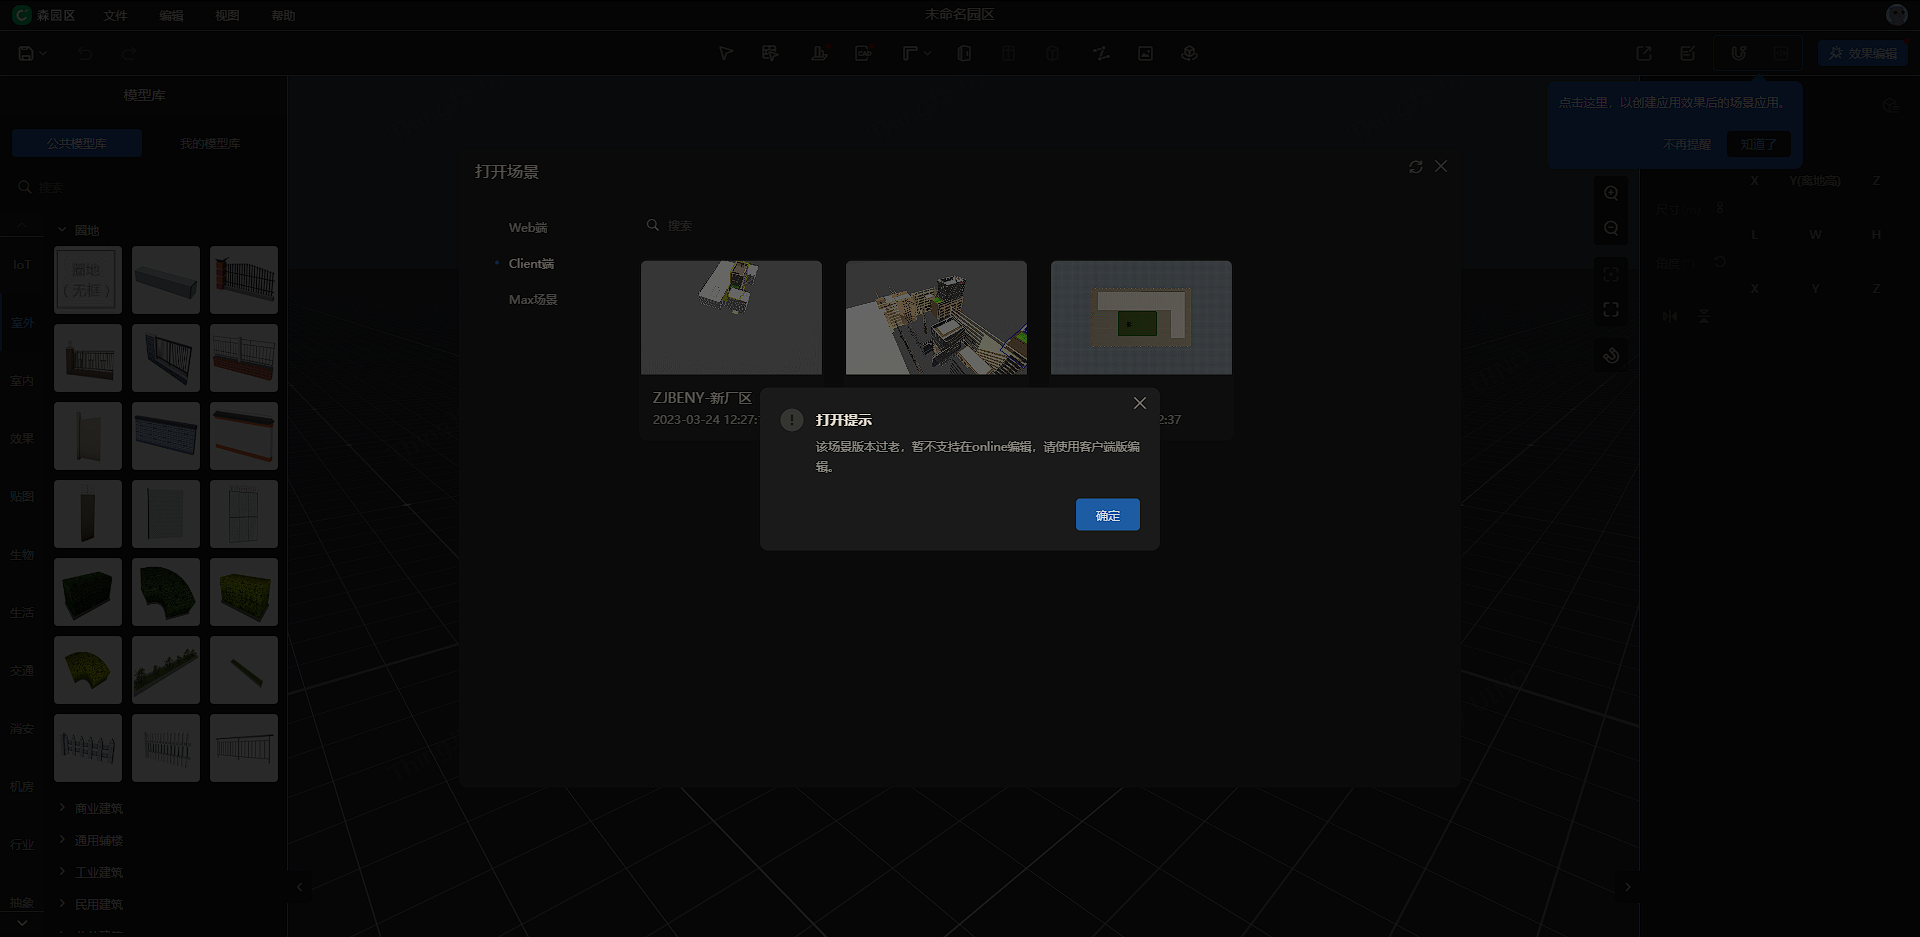 森园区 文件 编辑 视图 帮助 未命名园区
CAD
效果编辑
模型库
公共模型库 我的模型库
搜索
点击这里，以创建应用效果后的场景应用。
不再提醒 知道了
打开场景
Web端
Client端
Max场景
搜索
ZJBENY-新厂区
2023-03-24 12:27:
2:37
打开提示
该场景版本过老，暂不支持在online编辑，请使用客户端版编
辑。
确定
IoT
室外
室内
效果
贴图
生物
生活
交通
消安
机房
行业
抽象
圈地
圈地
（无框）
商业建筑
通用辅楼
工业建筑
民用建筑
X Y(离地高) Z
尺寸
L W H
角度
X Y Z